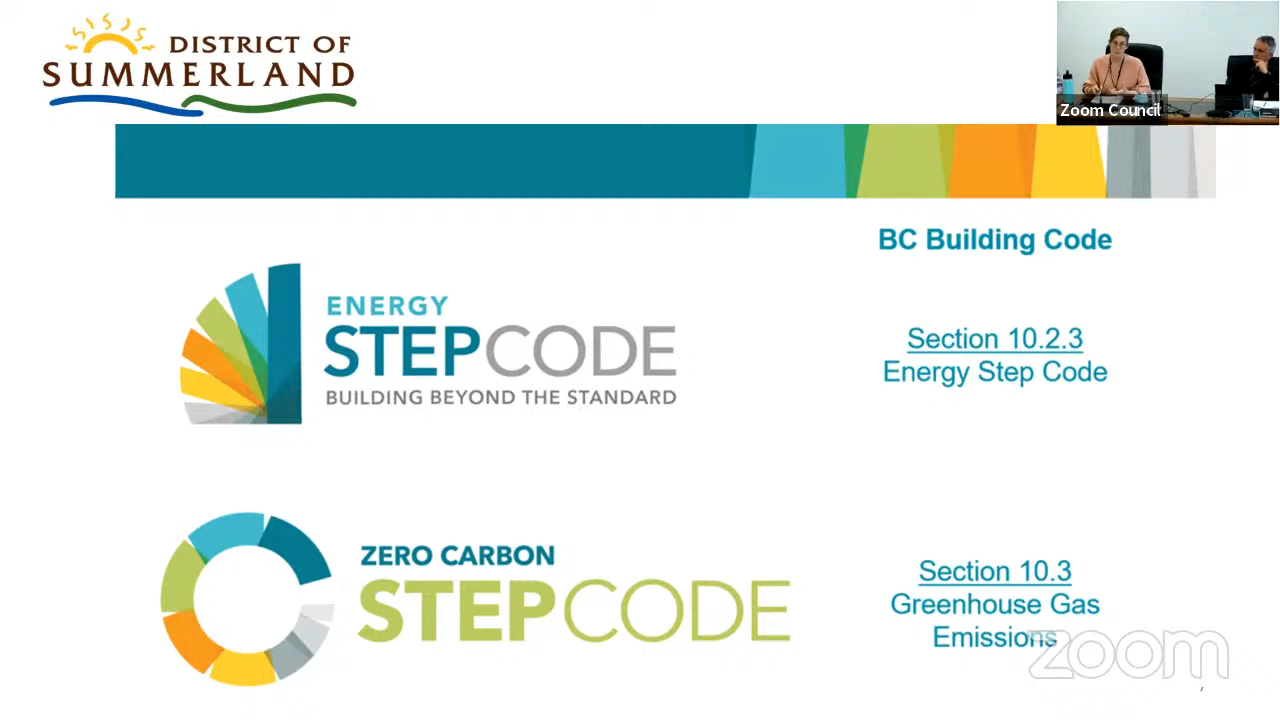 DISTRICT OF
SUMMERLAND
Zoom Council
BC Building Code
ENERGY
STEPCODE
BUILDING BEYOND THE STANDARD
Section 10.2.3
Energy Step Code
ZERO CARBON
STEPCODE
Section 10.3
Greenhouse Gas
Emissions
zoom